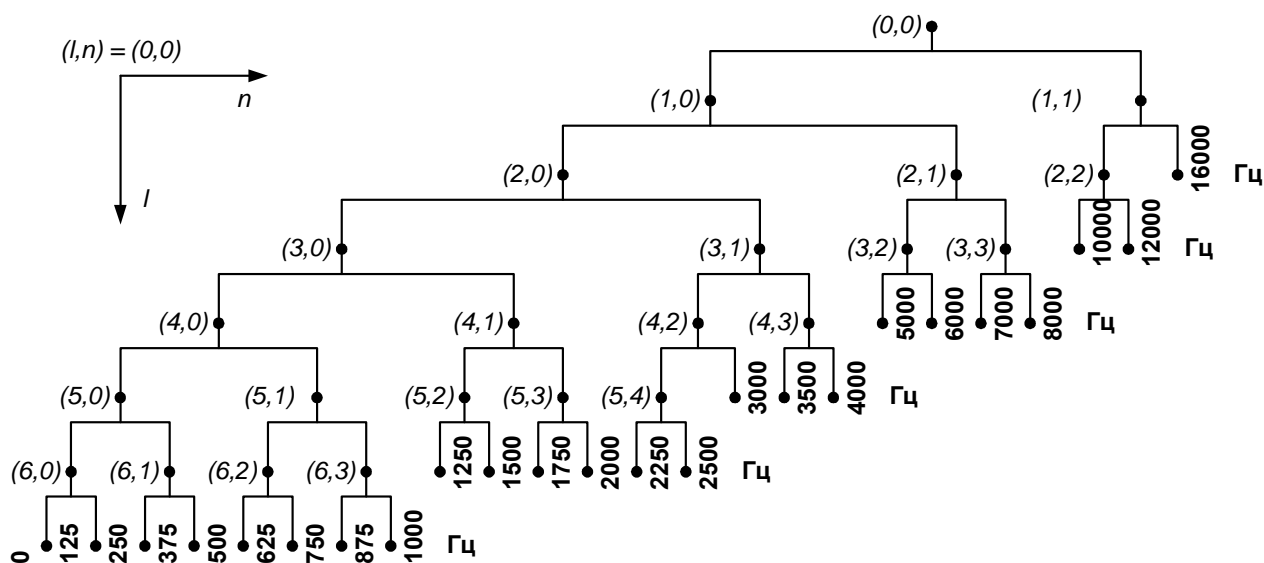 (0,0)
(l,n) = (0,0)
n
(1,0) (1,1)
16000 Гц
(2,0) (2,1) (2,2)
l
10000 12000 Гц
(3,0) (3,1) (3,2) (3,3)
5000 6000 7000 8000 Гц
(4,0) (4,1) (4,2) (4,3)
3000 3500 4000 Гц
(5,0) (5,1) (5,2) (5,3) (5,4)
1250 1500 1750 2000 2250 2500 Гц
(6,0) (6,1) (6,2) (6,3)
0 125 250 375 500 625 750 875 1000 Гц